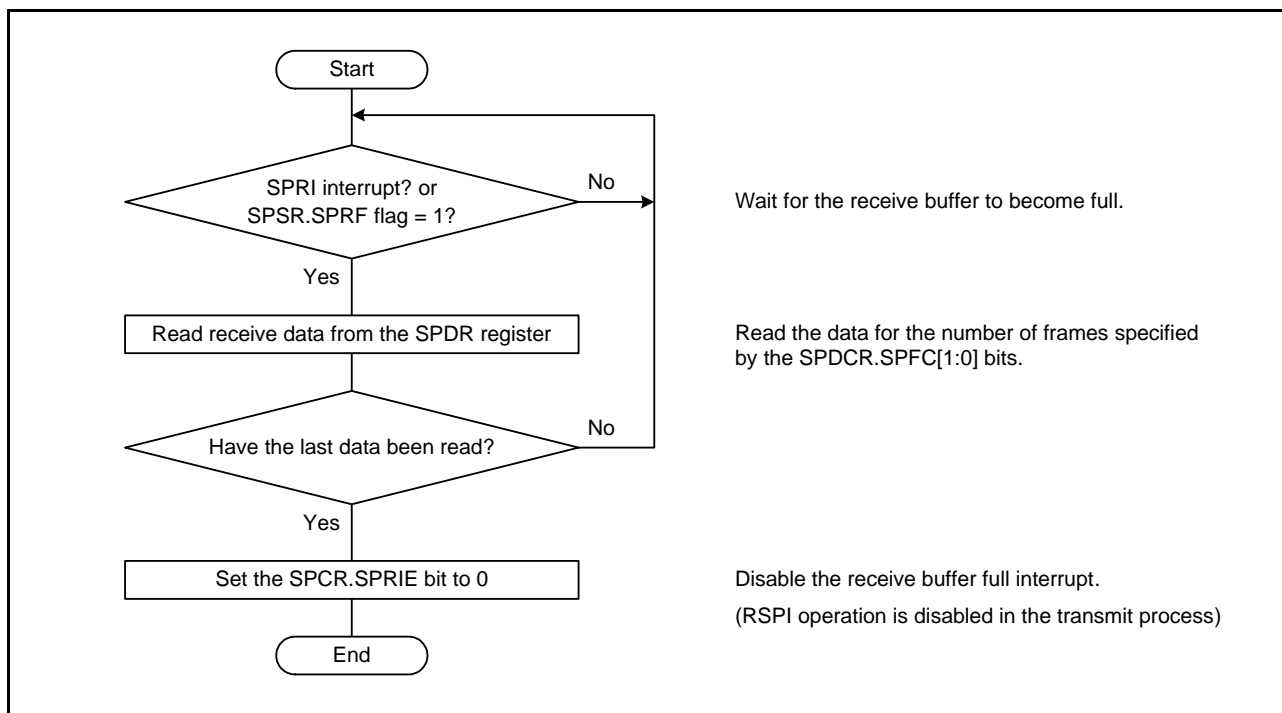 Start
SPRI interrupt? or
SPSR.SPRF flag = 1?
No
Wait for the receive buffer to become full.
Yes
Read receive data from the SPDR register
Read the data for the number of frames specified
by the SPDCR.SPFC[1:0] bits.
Have the last data been read?
No
Yes
Set the SPCR.SPRIE bit to 0
Disable the receive buffer full interrupt.
(RSPI operation is disabled in the transmit process)
End